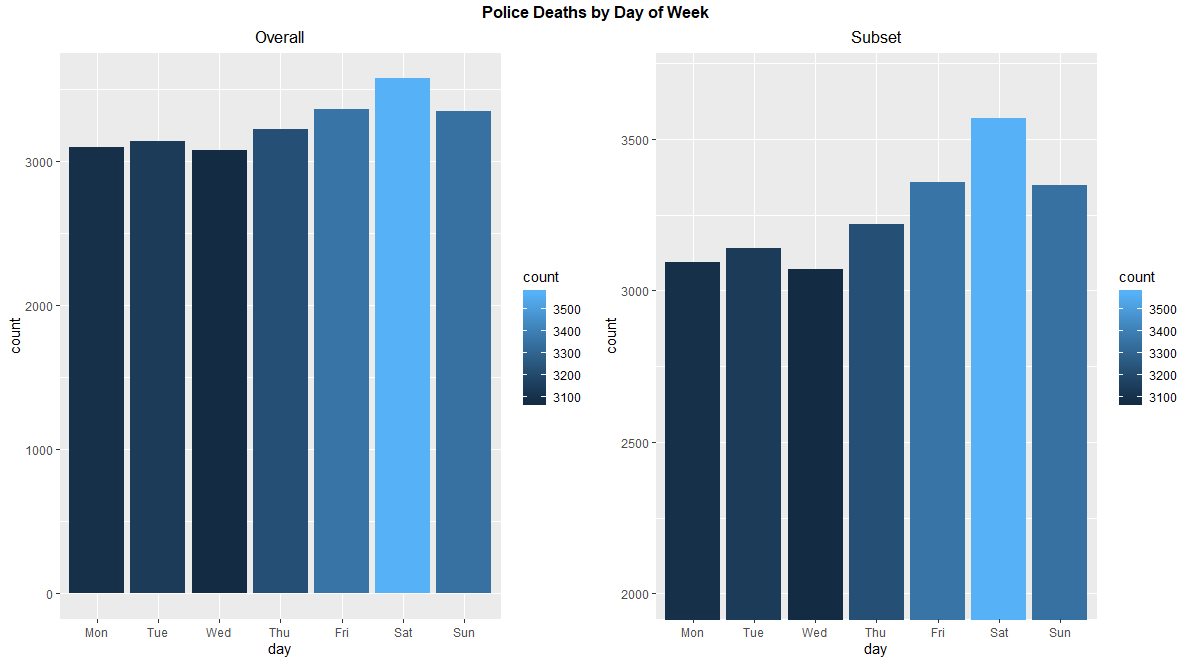 Police Deaths by Day of Week
Overall
count
3000
2000
1000
0
Mon Tue Wed Thu Fri Sat Sun
day
count
3500
3400
3300
3200
3100
Subset
count
3500
3000
2500
2000
Mon Tue Wed Thu Fri Sat Sun
day
count
3500
3400
3300
3200
3100